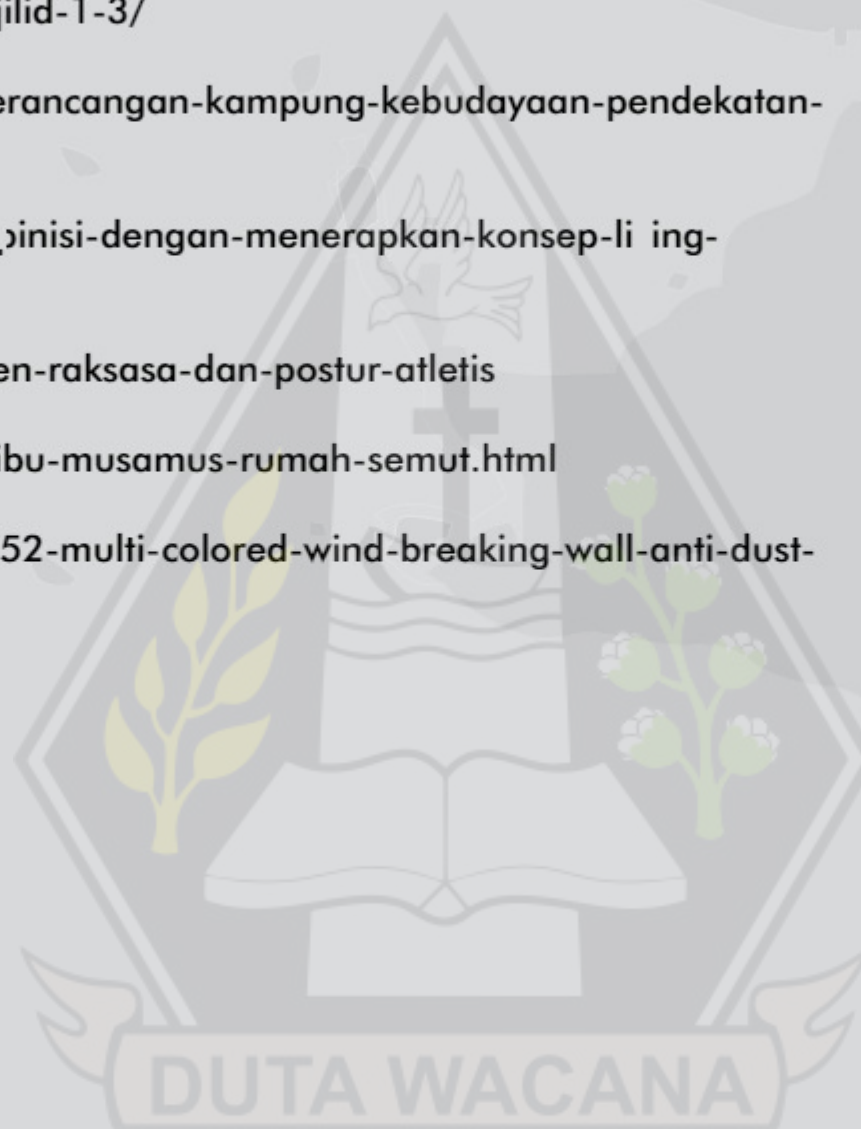 jilid-1-3/
erancangan-kampung-kebudayaan-pendekatan-
pinisi-dengan-menerapkan-konsep-li ing-
en-raksasa-dan-postur-atletis
ibu-musamus-rumah-semut.html
52-multi-colored-wind-breaking-wall-anti-dust-
DUTA WACANA